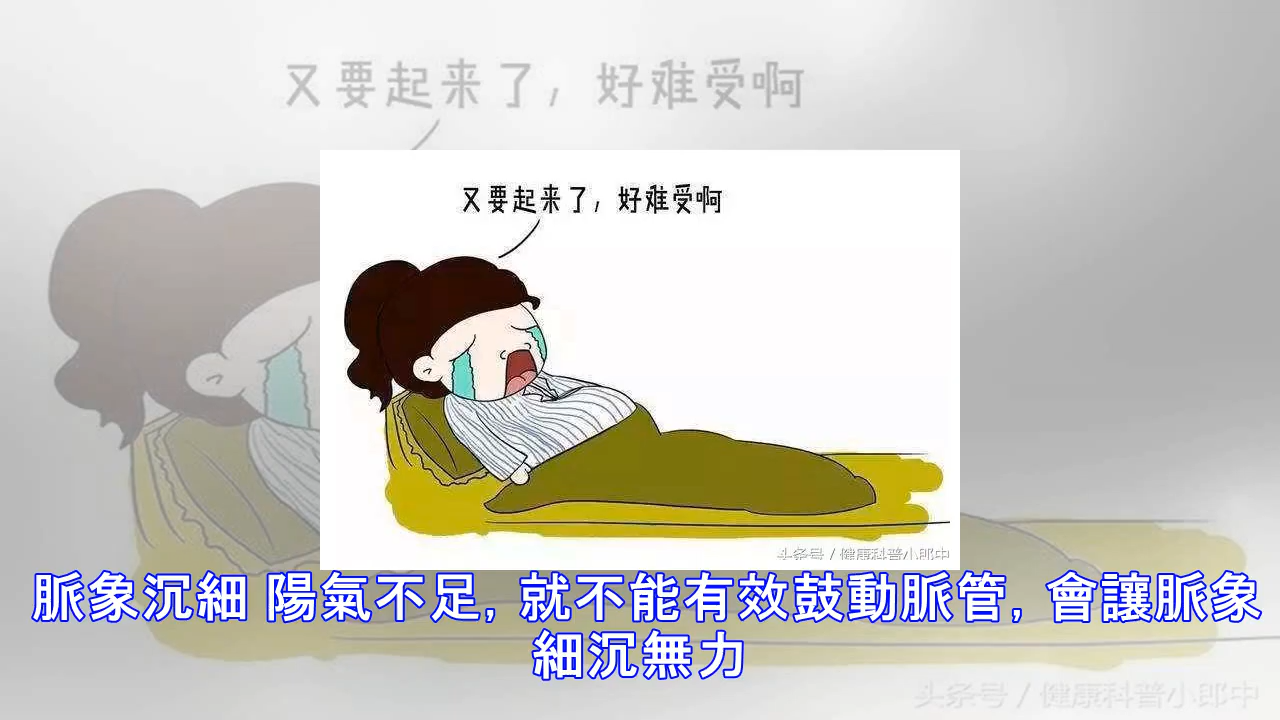 又要起来了，好难受啊
又要起来了，好难受啊
头条号 / 健康科普小郎中
脈象沉細 陽氣不足, 就不能有效鼓動脈管, 會讓脈象
細沉無力
头条号 / 健康科普小郎中